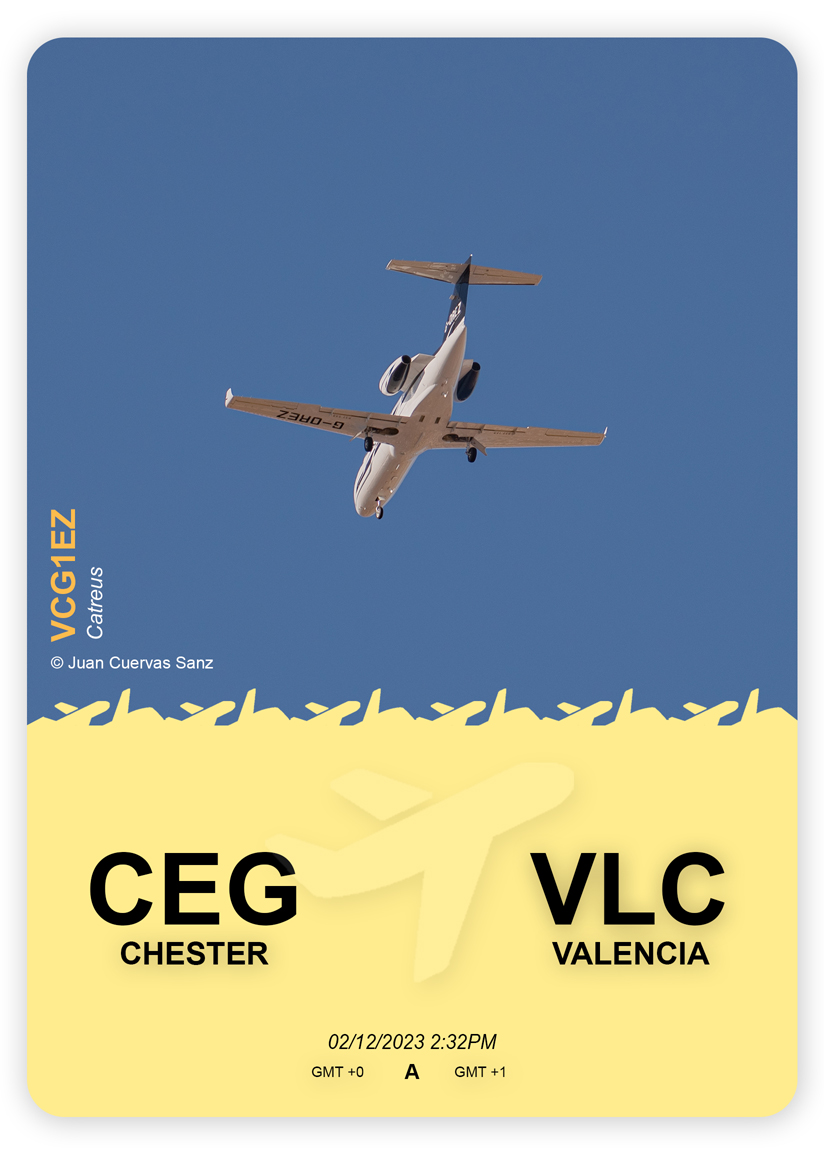 G-OREZ
VCG1EZ
Catreus
© Juan Cuervas Sanz
CEG VLC
CHESTER VALENCIA
02/12/2023 2:32PM
GMT +0 A GMT +1